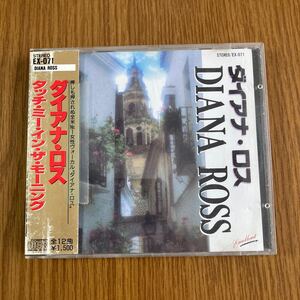 STEREO
EX-071
DIANA ROSS
ダイアナ・ロス
タッチ・ミー・イン・ザ・モーニング
全12曲
¥1,500
STEREO/EX-071
ダイアナ・ロス
DIANA ROSS